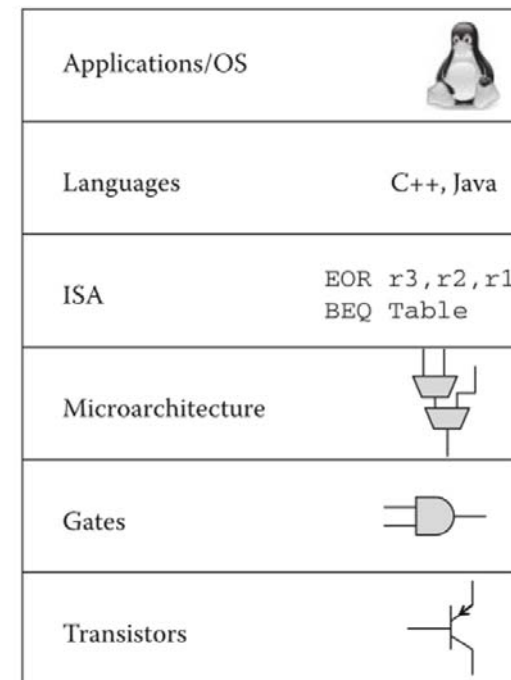 Applications/OS
Languages C++, Java
ISA
EOR r3,r2,r1
BEQ Table
Microarchitecture
Gates
Transistors